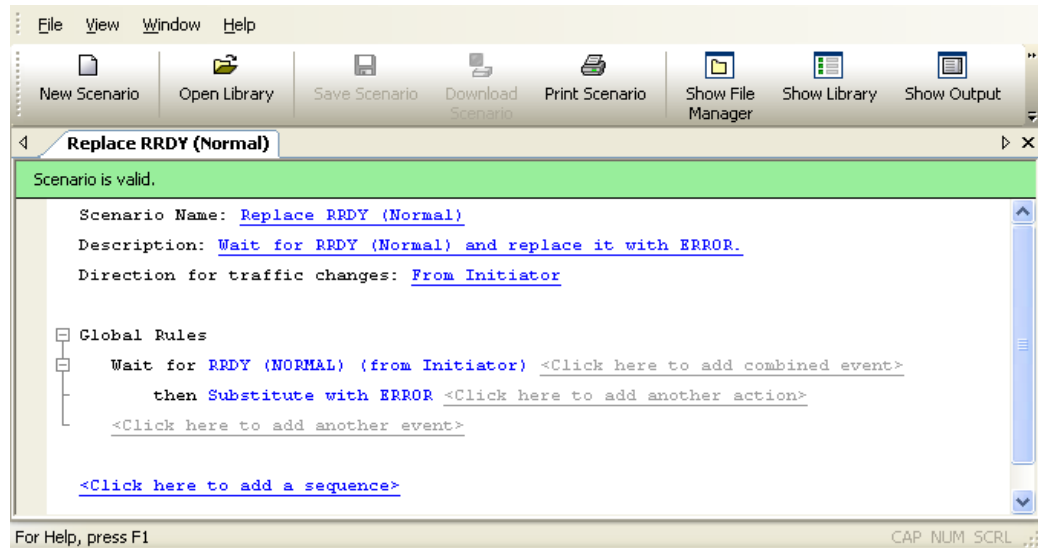 File View Window Help
New Scenario Open Library Save Scenario Download Scenario Print Scenario Show File Manager Show Library Show Output
Replace RRDY (Normal)
Scenario is valid.
Scenario Name: Replace RRDY (Normal)
Description: Wait for RRDY (Normal) and replace it with ERROR.
Direction for traffic changes: From Initiator
Global Rules
Wait for RRDY (NORMAL) (from Initiator) <Click here to add combined event>
then Substitute with ERROR <Click here to add another action>
<Click here to add another event>
<Click here to add a sequence>
For Help, press F1 CAP NUM SCRL